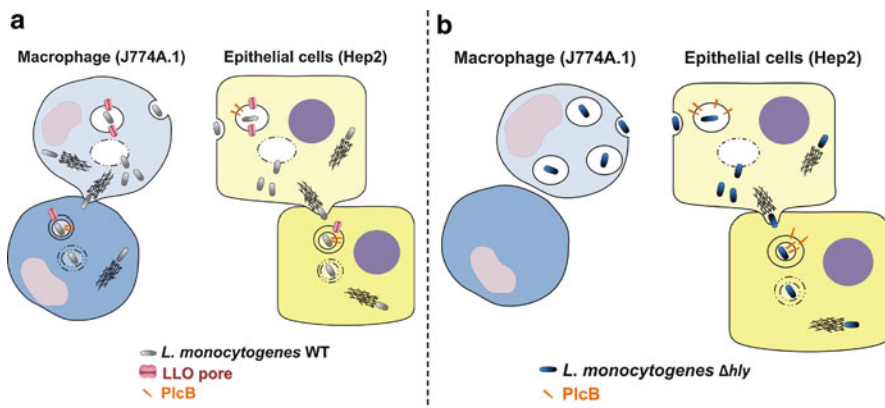 a
Macrophage (J774A.1)
Epithelial cells (Hep2)
L. monocytogenes WT
LLO pore
PlcB
b
Macrophage (J774A.1)
Epithelial cells (Hep2)
L. monocytogenes Δhly
PlcB